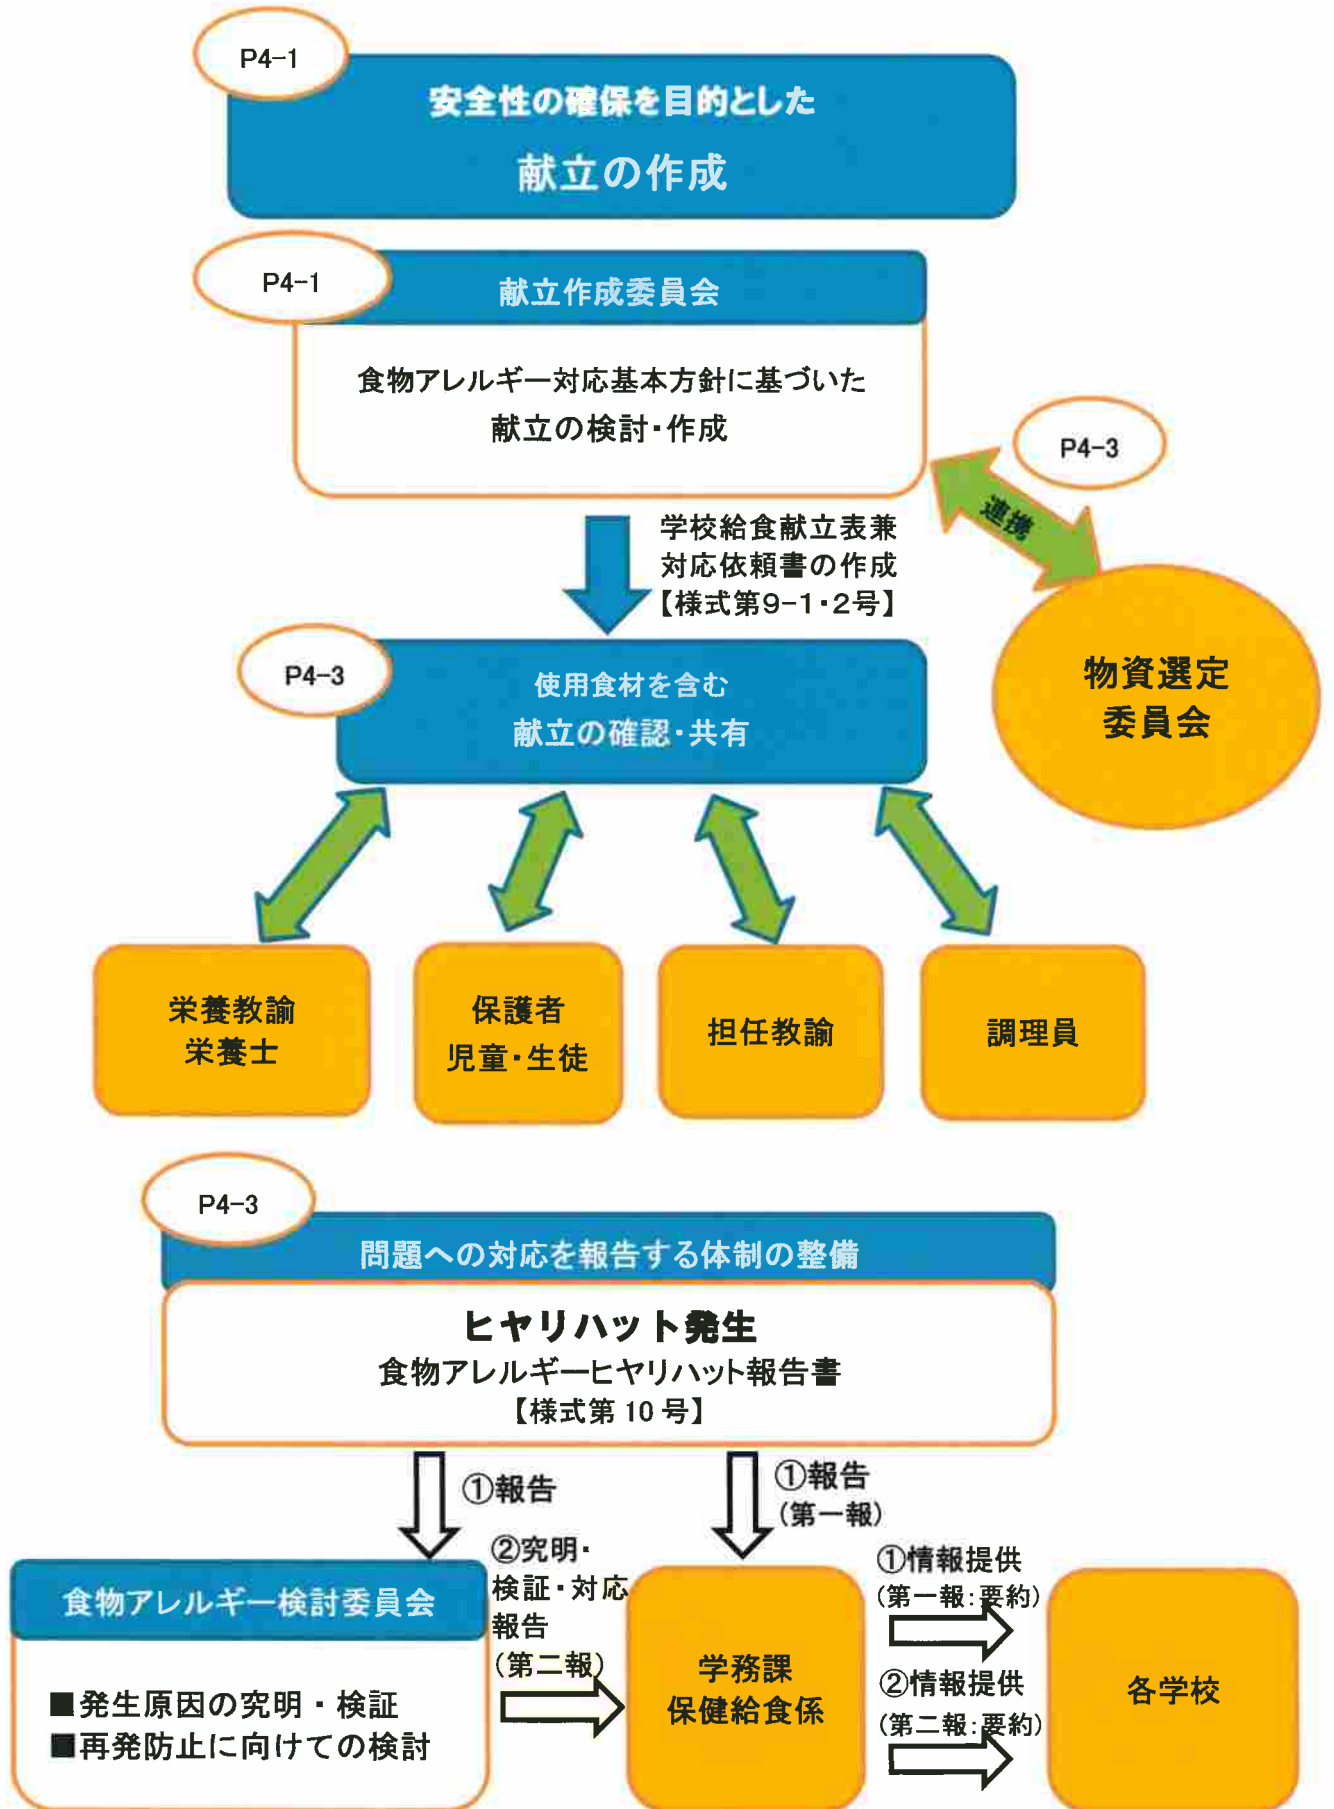 P4-1
安全性の確保を目的とした
献立の作成
P4-1
献立作成委員会
食物アレルギー対応基本方針に基づいた
献立の検討・作成
P4-3
連携
学校給食献立表兼
対応依頼書の作成
【様式第9-1・2号】
物資選定
委員会
P4-3
使用食材を含む
献立の確認・共有
栄養教諭
栄養士
保護者
児童・生徒
担任教諭
調理員
P4-3
問題への対応を報告する体制の整備
ヒヤリハット発生
食物アレルギーヒヤリハット報告書
【様式第10号】
①報告
①報告
(第一報)
食物アレルギー検討委員会
■発生原因の究明・検証
■再発防止に向けての検討
②究明・
検証・対応
報告
(第二報)
学務課
保健給食係
①情報提供
(第一報:要約)
②情報提供
(第二報:要約)
各学校